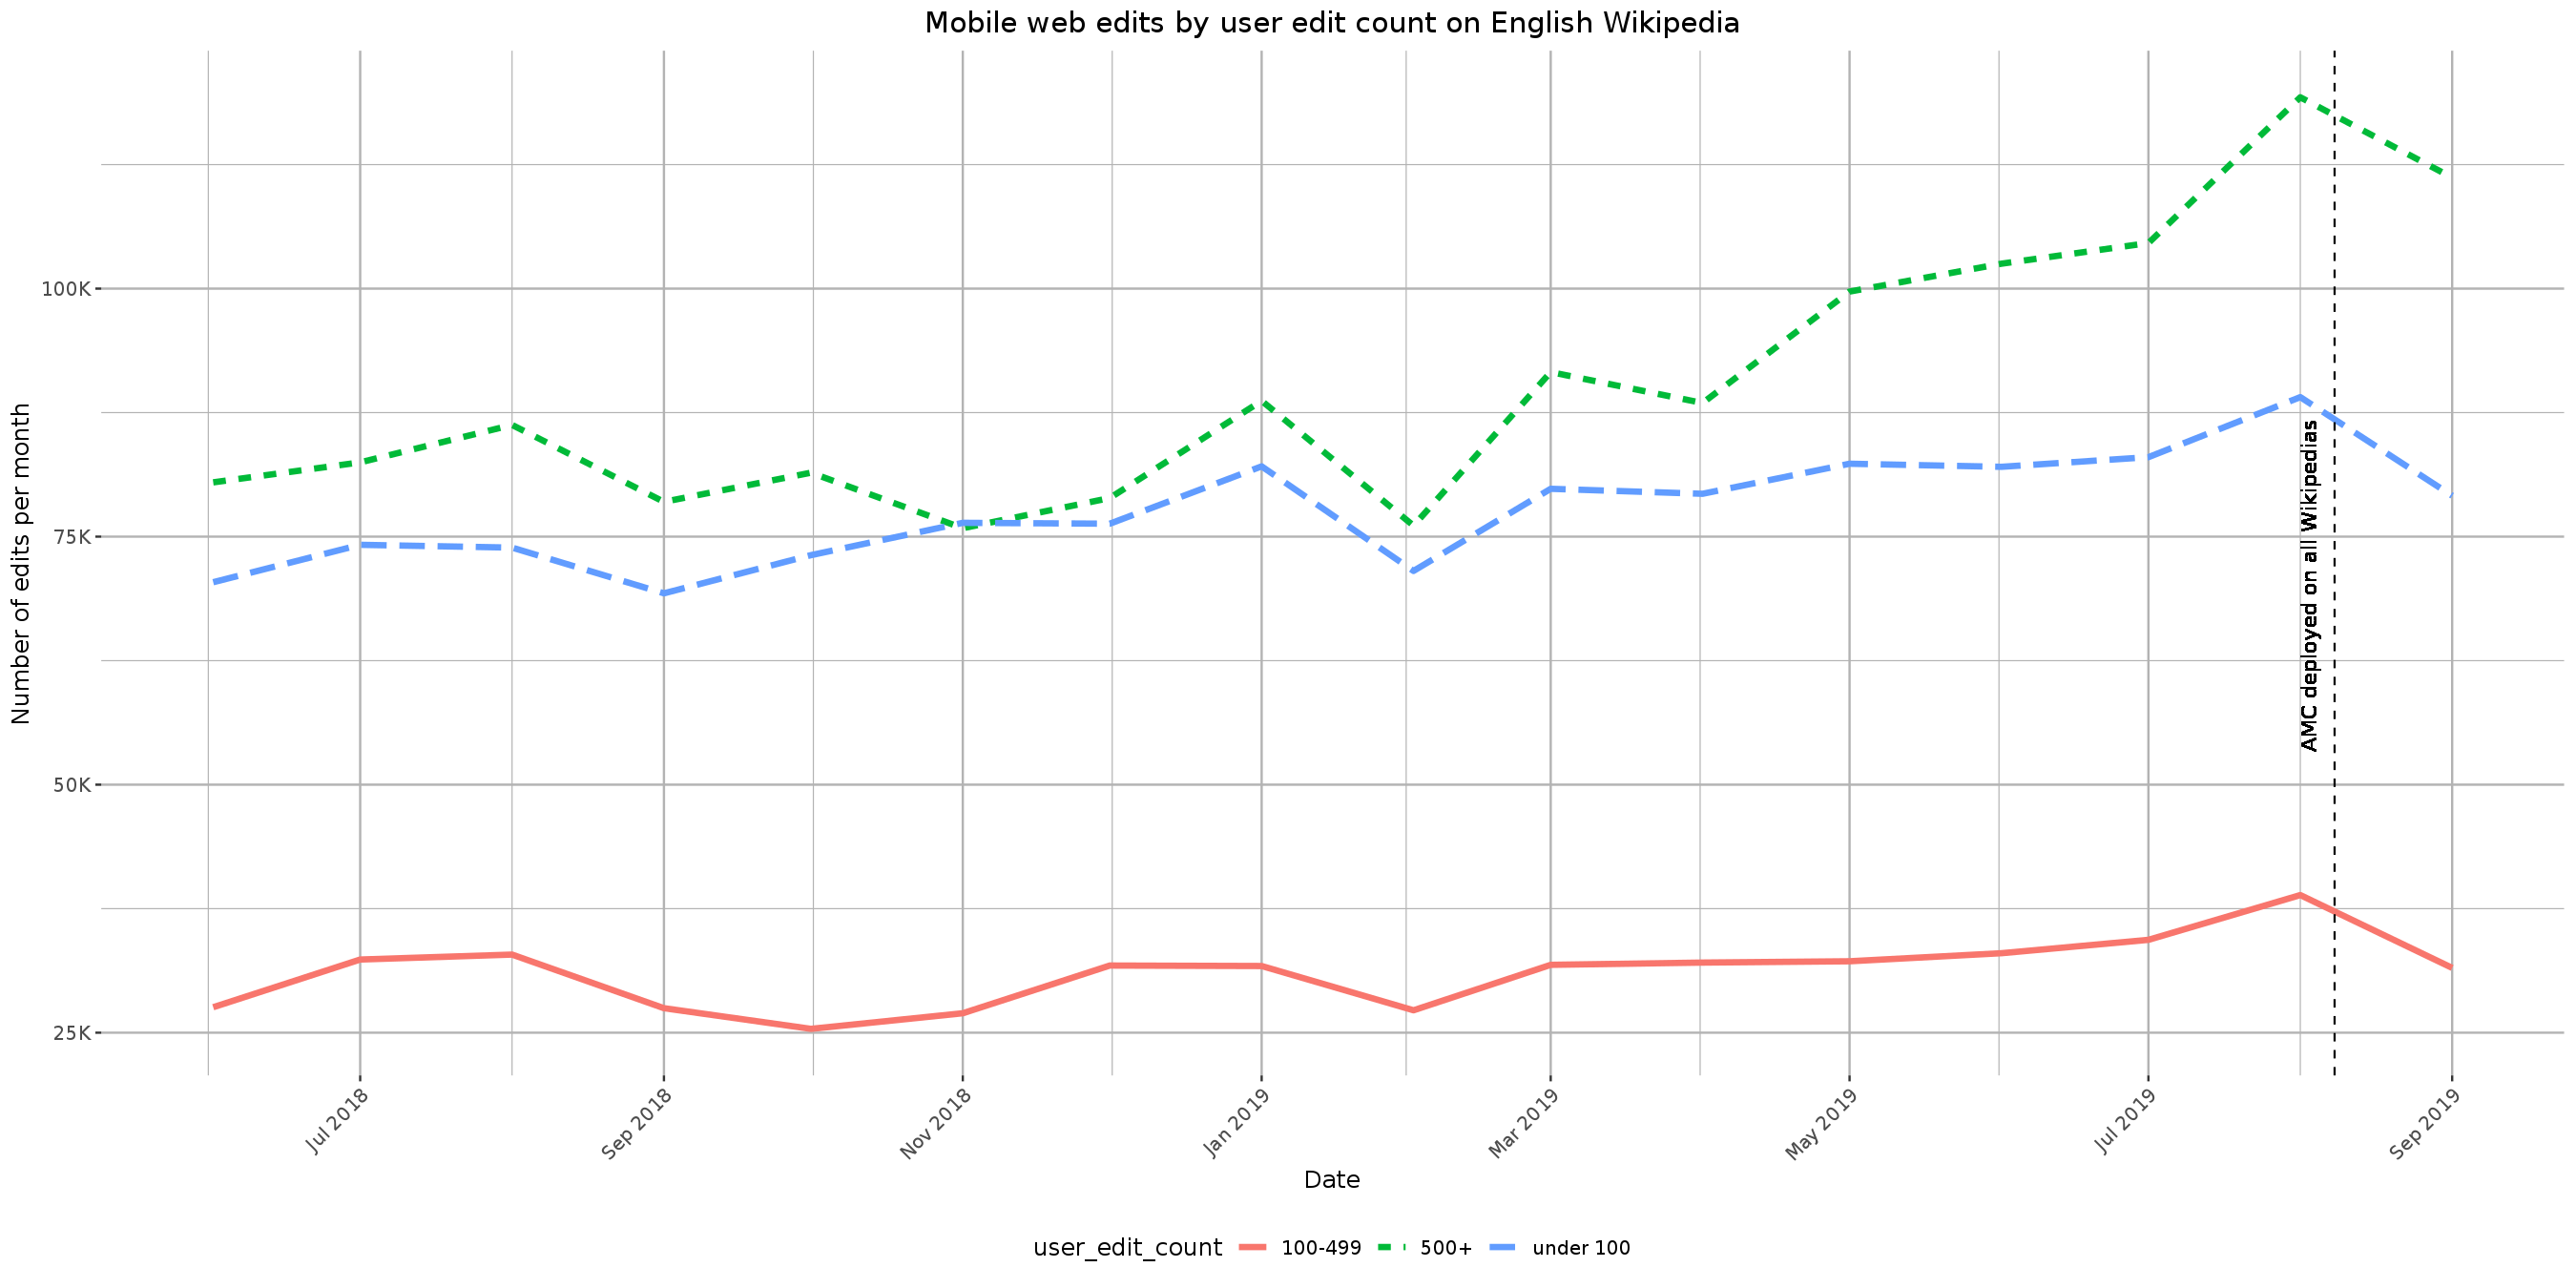 Mobile web edits by user edit count on English Wikipedia
Number of edits per month
100K
75K
50K
25K
AMC deployed on all Wikipedias
Jul 2018
Sep 2018
Nov 2018
Jan 2019
Mar 2019
May 2019
Jul 2019
Sep 2019
Date
user_edit_count 100-499 500+ under 100